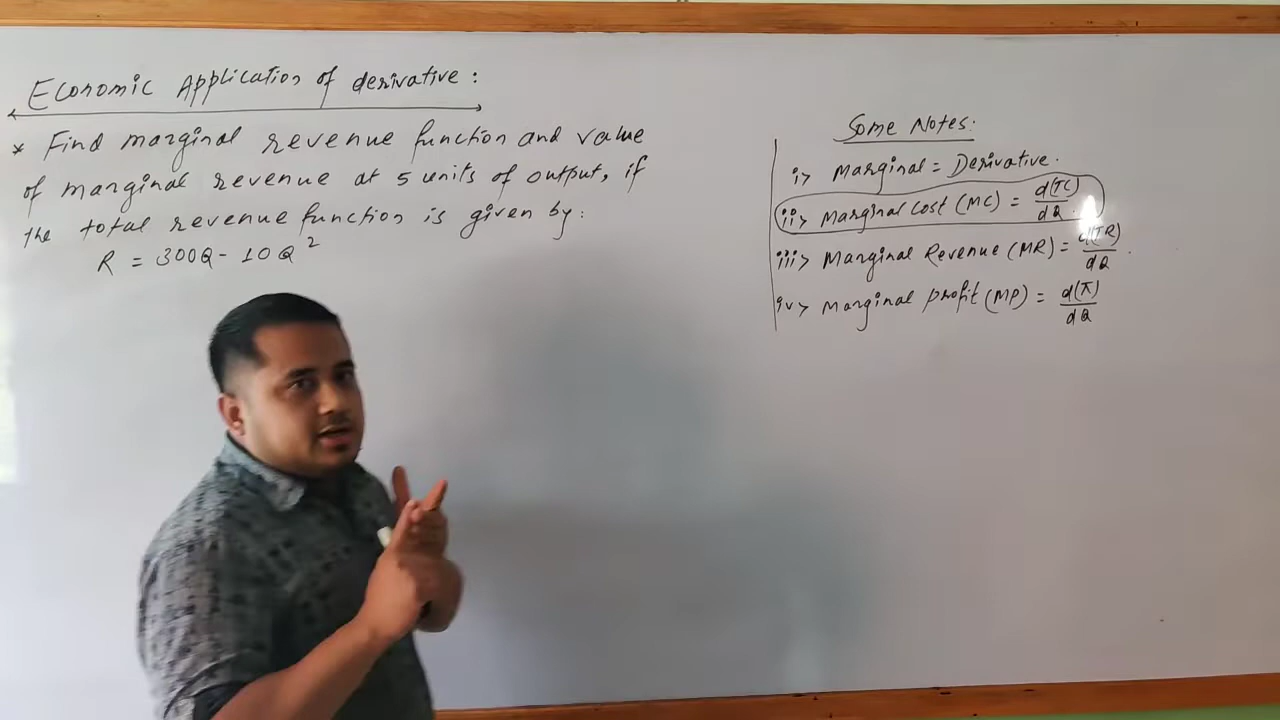 Economic Application of derivative:
* Find marginal revenue function and value
of marginal revenue at 5 units of output, if
the total revenue function is given by:
R = 300Q - 10Q²
Some Notes:
i> Marginal = Derivative.
ii> Marginal Cost (MC) = d(TC)/dQ.
iii> Marginal Revenue (MR) = d(TR)/dQ.
iv> Marginal Profit (MP) = d(π)/dQ